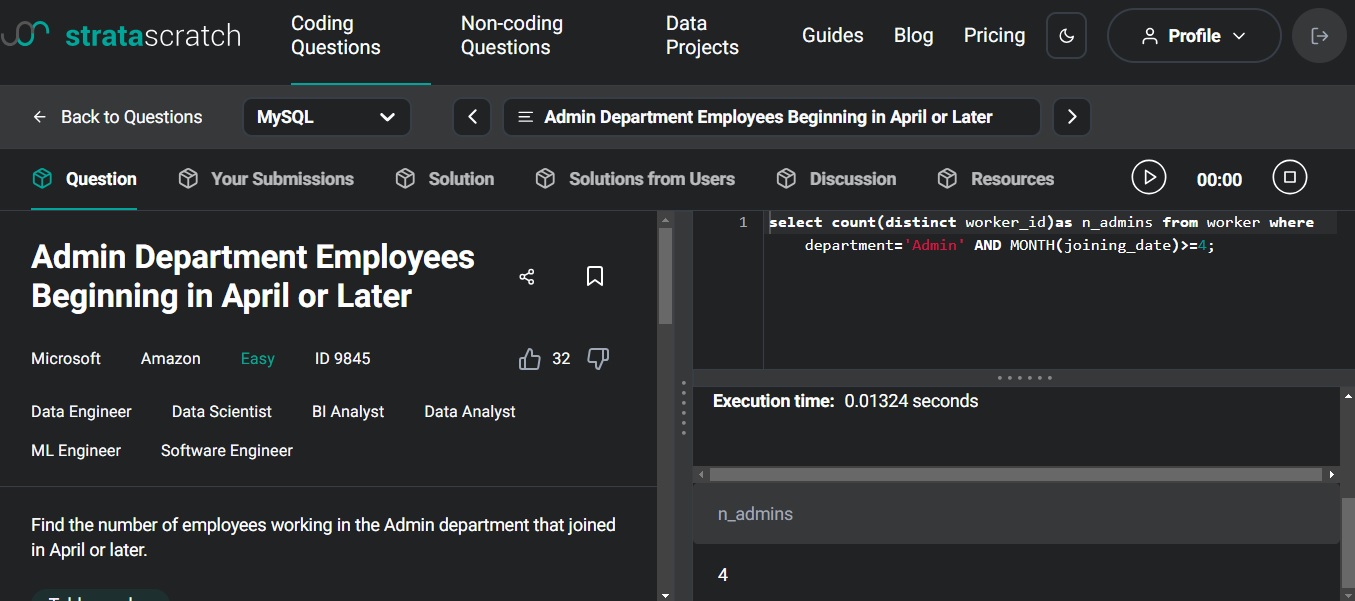 stratascratch
Coding
Questions
Non-coding
Questions
Data
Projects
Guides
Blog
Pricing
Profile
Back to Questions
MySQL
Admin Department Employees Beginning in April or Later
Question
Your Submissions
Solution
Solutions from Users
Discussion
Resources
00:00
Admin Department Employees
Beginning in April or Later
Microsoft
Amazon
Easy
ID 9845
32
Data Engineer
Data Scientist
BI Analyst
Data Analyst
ML Engineer
Software Engineer
Find the number of employees working in the Admin department that joined
in April or later.
1
select count(distinct worker_id)as n_admins from worker where
department='Admin' AND MONTH(joining_date)>=4;
Execution time: 0.01324 seconds
n_admins
4